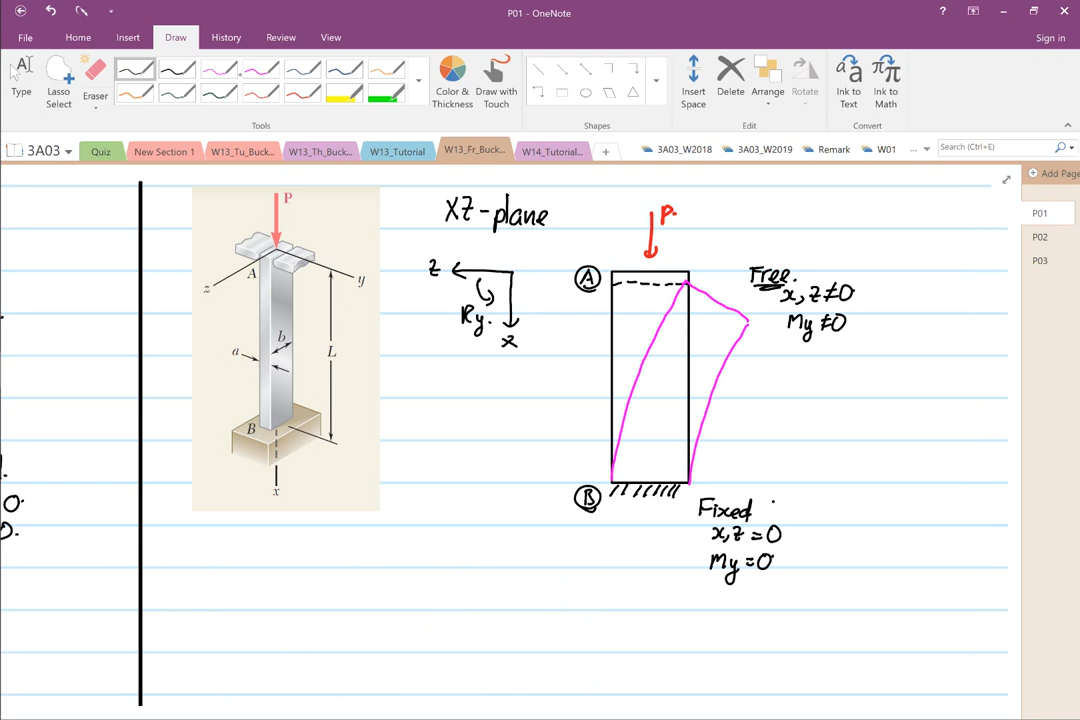 P01 - OneNote
File Home Insert Draw History Review View
Sign in
Type
Lasso Select
Eraser
Color & Thickness
Draw with Touch
Insert Space
Delete
Arrange
Rotate
Ink to Text
Ink to Math
Tools
Shapes
Edit
Convert
3A03
Quiz
New Section 1
W13_Tu_Buck...
W13_Th_Buck...
W13_Tutorial
W13_Fr_Buck...
W14_Tutorial...
3A03_W2018
3A03_W2019
Remark
W01
...
Search (Ctrl+E)
Add Page
P01
P02
P03
P
A
y
z
b
a
L
B
x
XZ-plane
z
Ry.
x
P.
A
Free.
x, z ≠ 0
My ≠ 0
B
Fixed
x, z = 0
My = 0
0.
0.